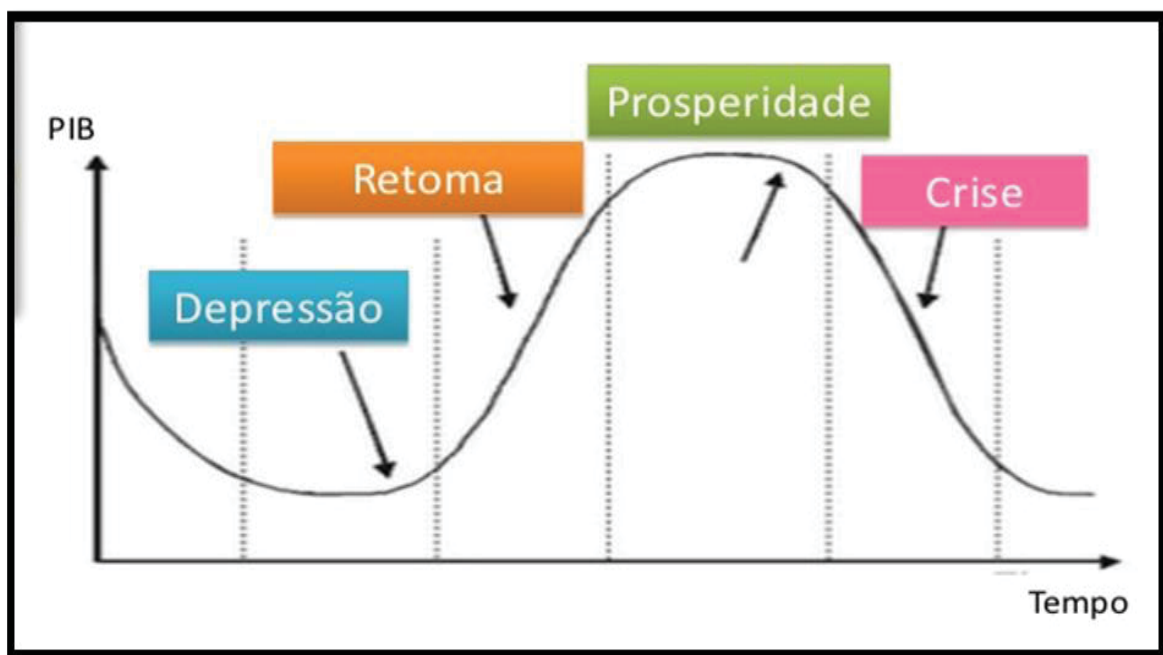 Prosperidade
PIB
Retoma
Crise
Depressão
Tempo